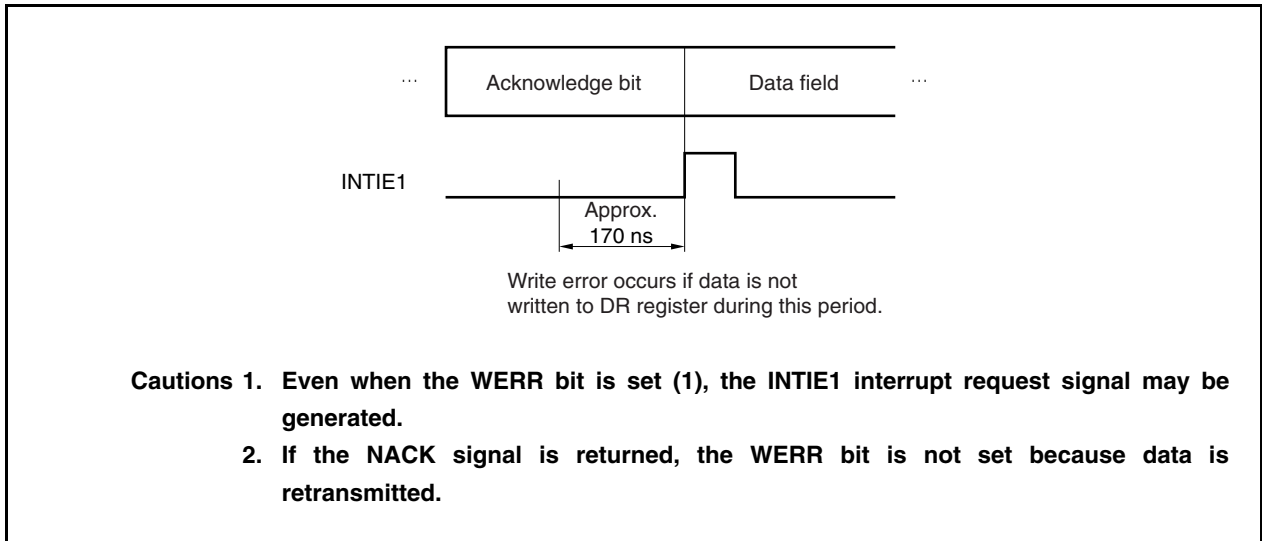 ... Acknowledge bit Data field ...
INTIE1
Approx.
170 ns
Write error occurs if data is not
written to DR register during this period.
Cautions 1. Even when the WERR bit is set (1), the INTIE1 interrupt request signal may be
generated.
2. If the NACK signal is returned, the WERR bit is not set because data is
retransmitted.